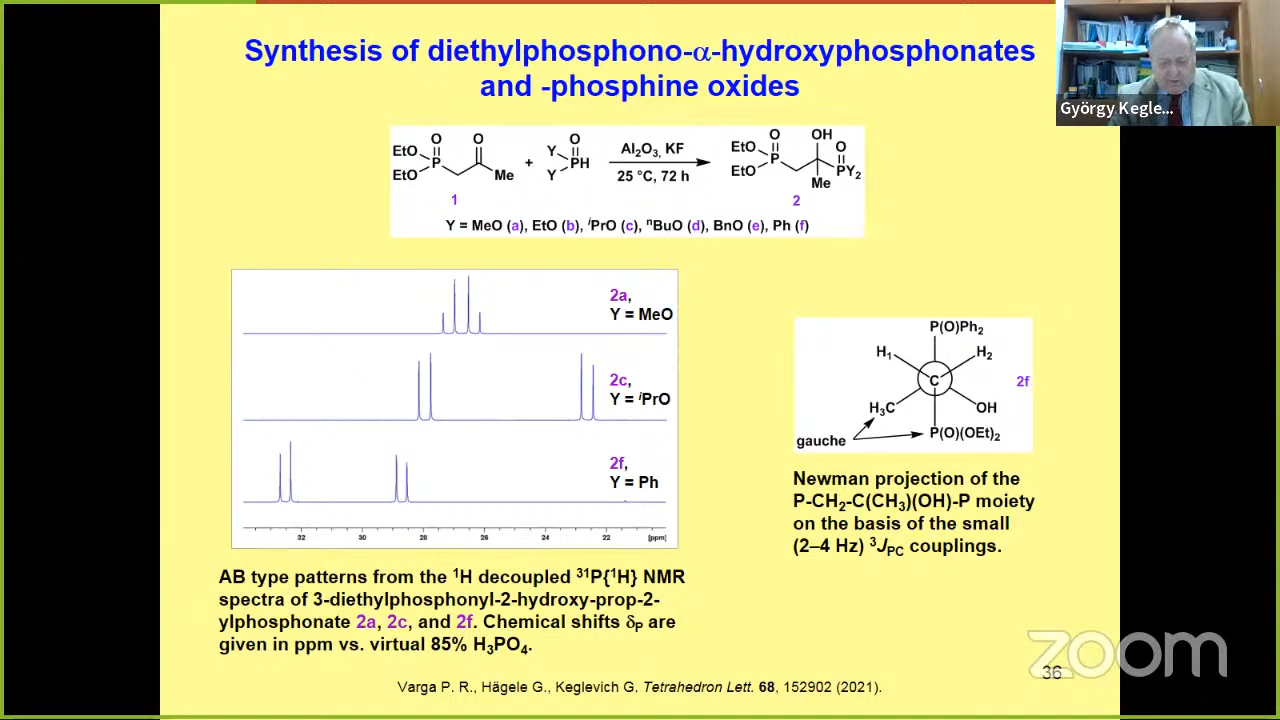 Synthesis of diethylphosphono-α-hydroxyphosphonates
and -phosphine oxides
György Kegle...
EtO
EtO
O
P
O
Me
1
+
Y
Y
O
PH
Al₂O₃, KF
25 °C, 72 h
EtO
EtO
O
P
OH
Me
O
PY₂
2
Y = MeO (a), EtO (b), ⁱPrO (c), ⁿBuO (d), BnO (e), Ph (f)
2a,
Y = MeO
2c,
Y = ⁱPrO
2f,
Y = Ph
32 30 28 26 24 22 [ppm]
P(O)Ph₂
H₁
H₂
C
2f
H₃C
OH
gauche
P(O)(OEt)₂
Newman projection of the
P-CH₂-C(CH₃)(OH)-P moiety
on the basis of the small
(2–4 Hz) ³J_PC couplings.
AB type patterns from the ¹H decoupled ³¹P{¹H} NMR
spectra of 3-diethylphosphonyl-2-hydroxy-prop-2-
ylphosphonate 2a, 2c, and 2f. Chemical shifts δ_P are
given in ppm vs. virtual 85% H₃PO₄.
Varga P. R., Hägele G., Keglevich G. Tetrahedron Lett. 68, 152902 (2021).
36
zoom